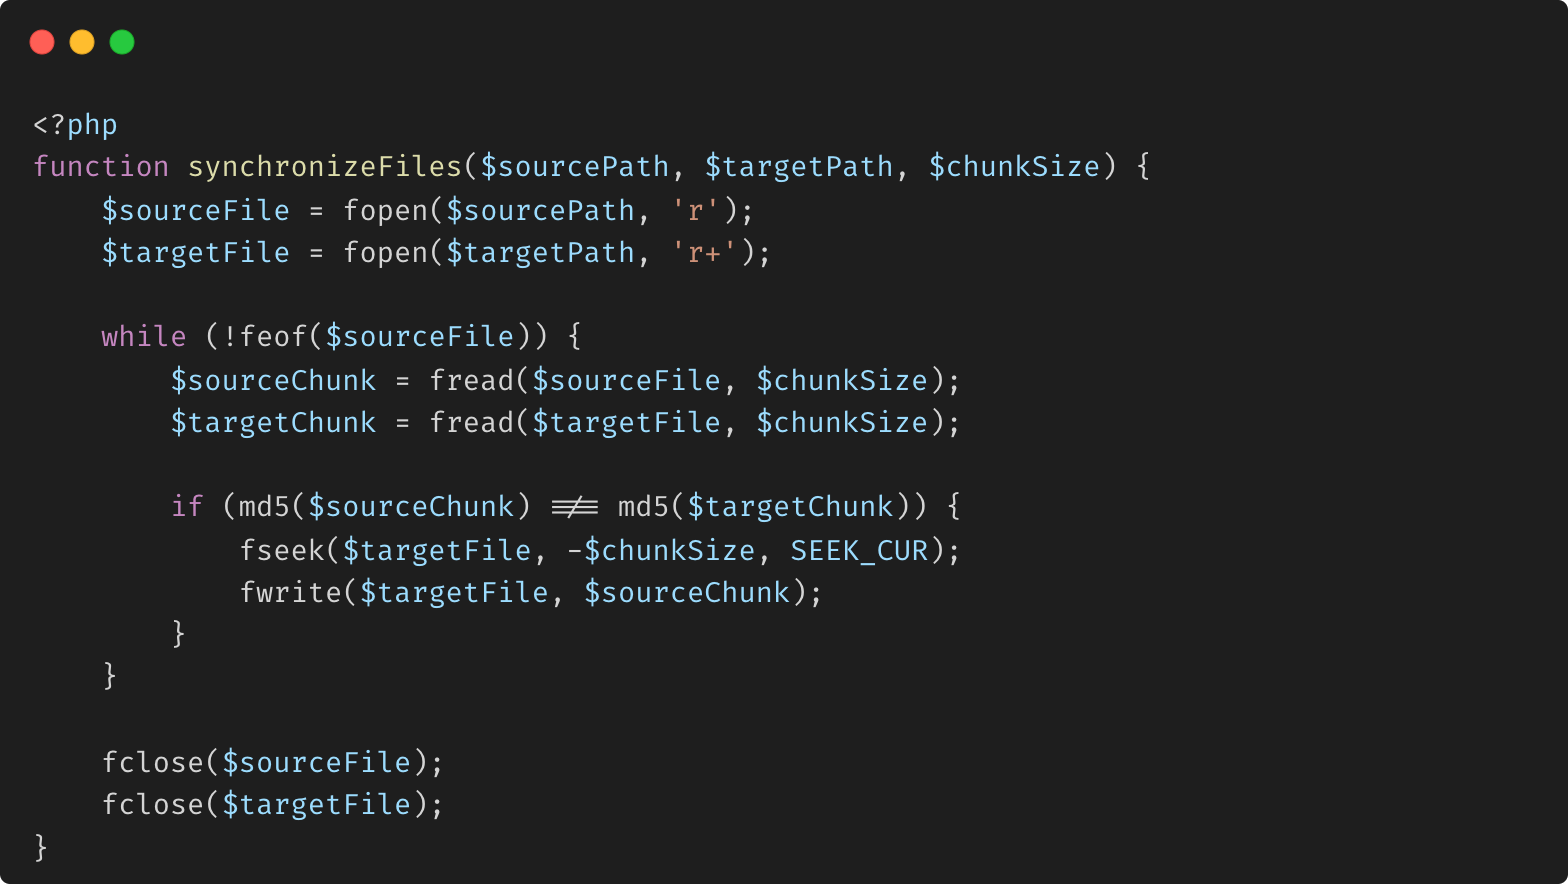 <?php
function synchronizeFiles($sourcePath, $targetPath, $chunkSize) {
    $sourceFile = fopen($sourcePath, 'r');
    $targetFile = fopen($targetPath, 'r+');

    while (!feof($sourceFile)) {
        $sourceChunk = fread($sourceFile, $chunkSize);
        $targetChunk = fread($targetFile, $chunkSize);

        if (md5($sourceChunk) !== md5($targetChunk)) {
            fseek($targetFile, -$chunkSize, SEEK_CUR);
            fwrite($targetFile, $sourceChunk);
        }
    }

    fclose($sourceFile);
    fclose($targetFile);
}